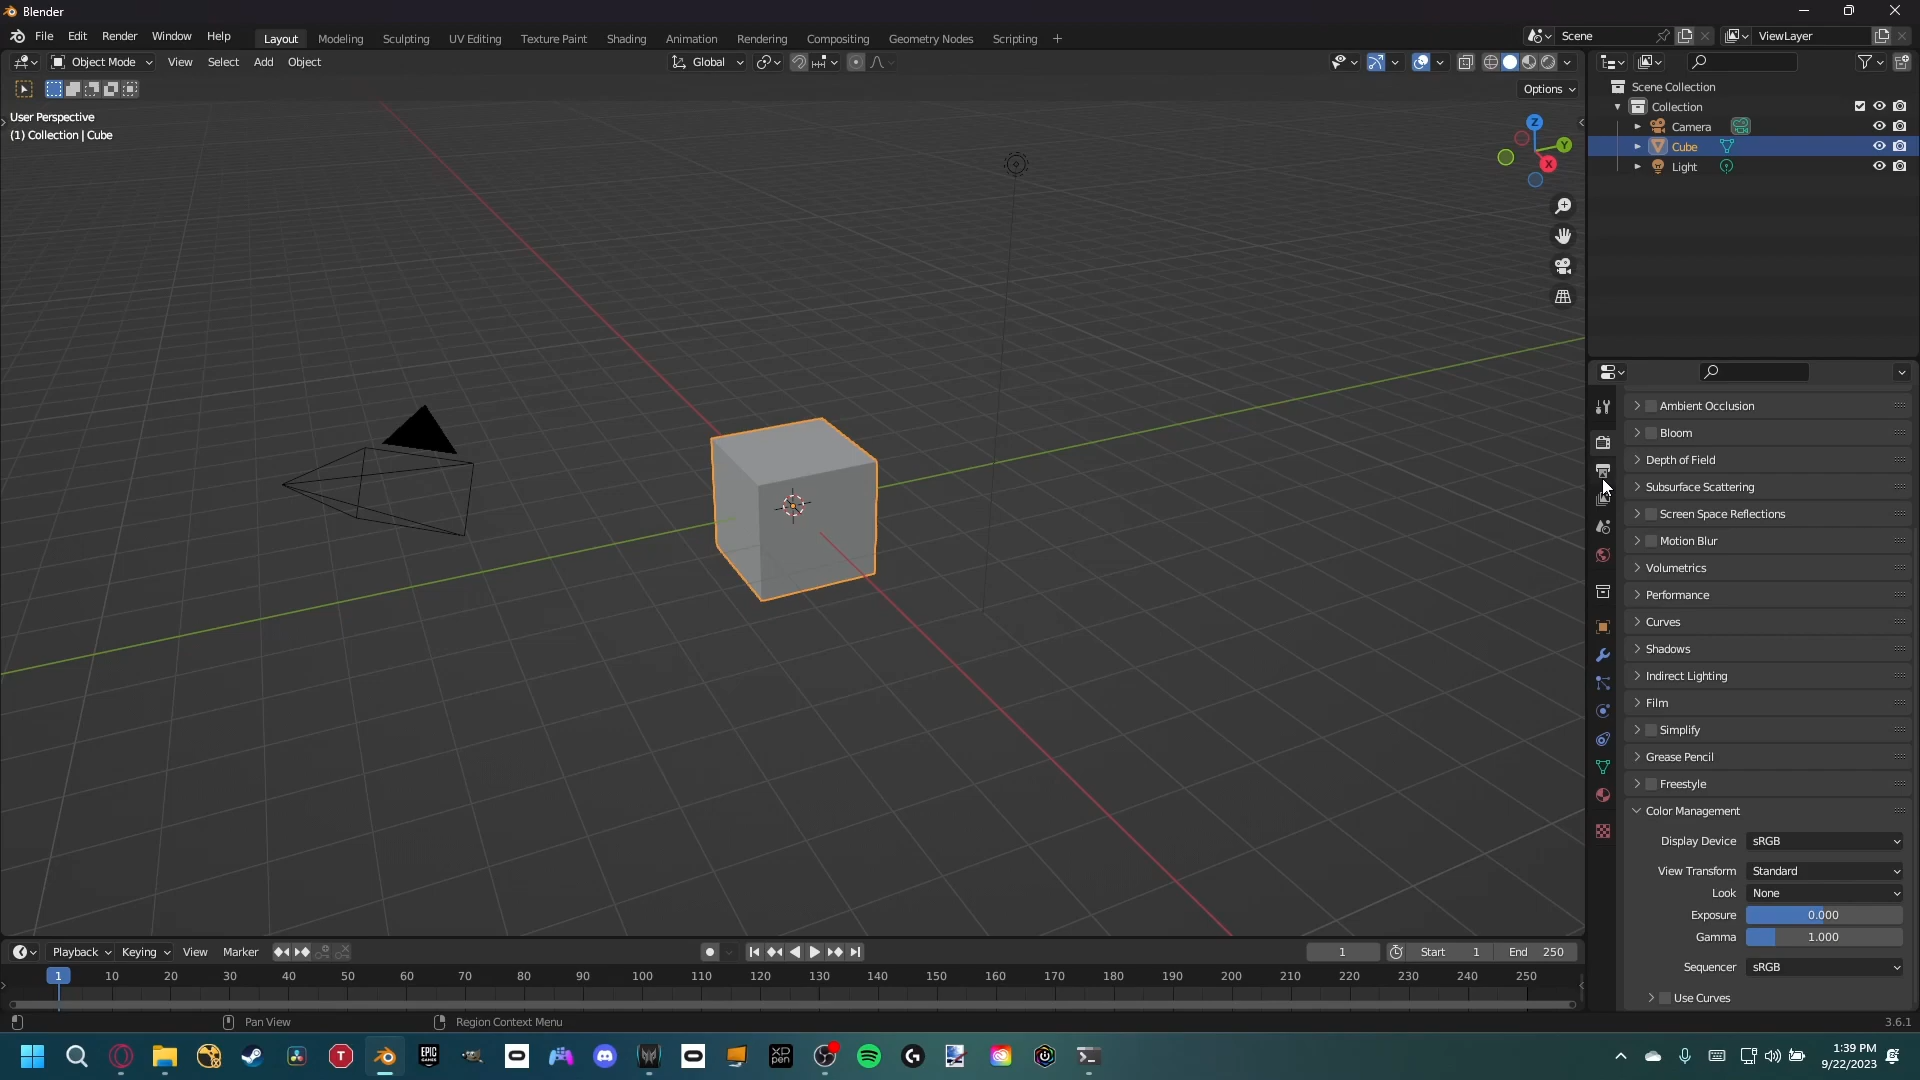 Blender
File Edit Render Window Help Layout Modeling Sculpting UV Editing Texture Paint Shading Animation Rendering Compositing Geometry Nodes Scripting + Scene ViewLayer
Object Mode View Select Add Object Global
Options
User Perspective
(1) Collection | Cube
Z
Y
X
Scene Collection
Collection
Camera
Cube
Light
Ambient Occlusion
Bloom
Depth of Field
Subsurface Scattering
Screen Space Reflections
Motion Blur
Volumetrics
Performance
Curves
Shadows
Indirect Lighting
Film
Simplify
Grease Pencil
Freestyle
Color Management
Display Device sRGB
View Transform Standard
Look None
Exposure 0.000
Gamma 1.000
Sequencer sRGB
Use Curves
Playback Keying View Marker 1 Start 1 End 250
1 10 20 30 40 50 60 70 80 90 100 110 120 130 140 150 160 170 180 190 200 210 220 230 240 250
Pan View Region Context Menu 3.6.1
T EPIC GAMES XP PEN G
1:39 PM
9/22/2023